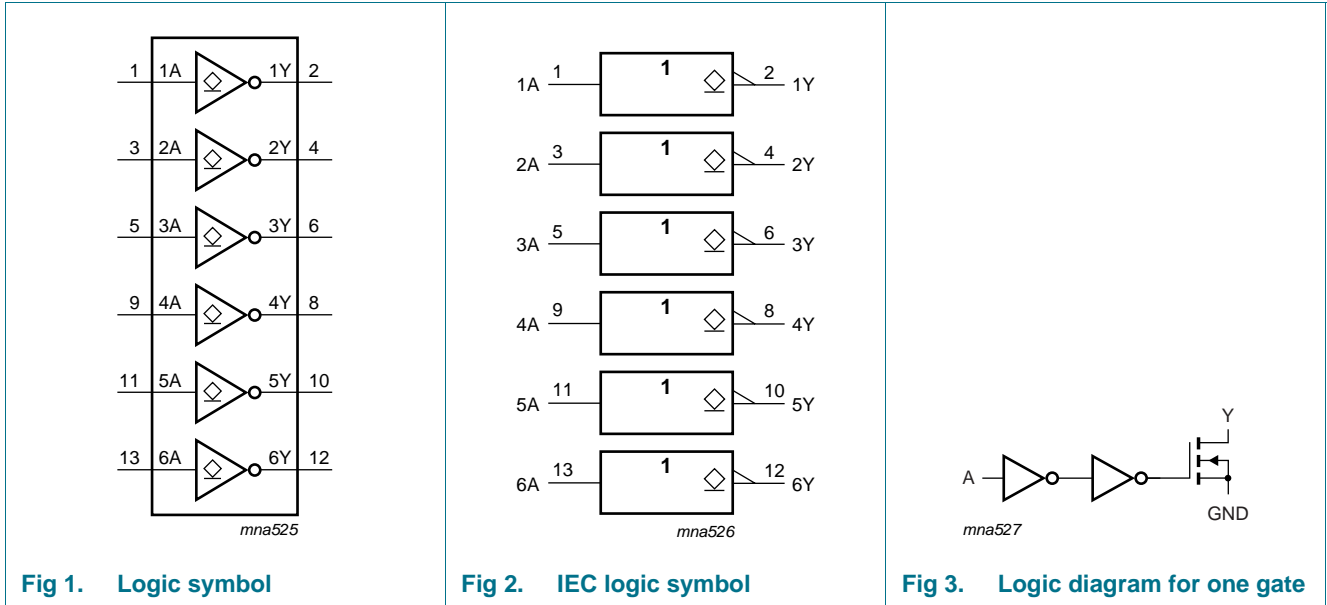 1 1A 1Y 2
3 2A 2Y 4
5 3A 3Y 6
9 4A 4Y 8
11 5A 5Y 10
13 6A 6Y 12
mna525
Fig 1. Logic symbol
1A 1 1 2 1Y
2A 3 1 4 2Y
3A 5 1 6 3Y
4A 9 1 8 4Y
5A 11 1 10 5Y
6A 13 1 12 6Y
mna526
Fig 2. IEC logic symbol
Y
A
GND
mna527
Fig 3. Logic diagram for one gate